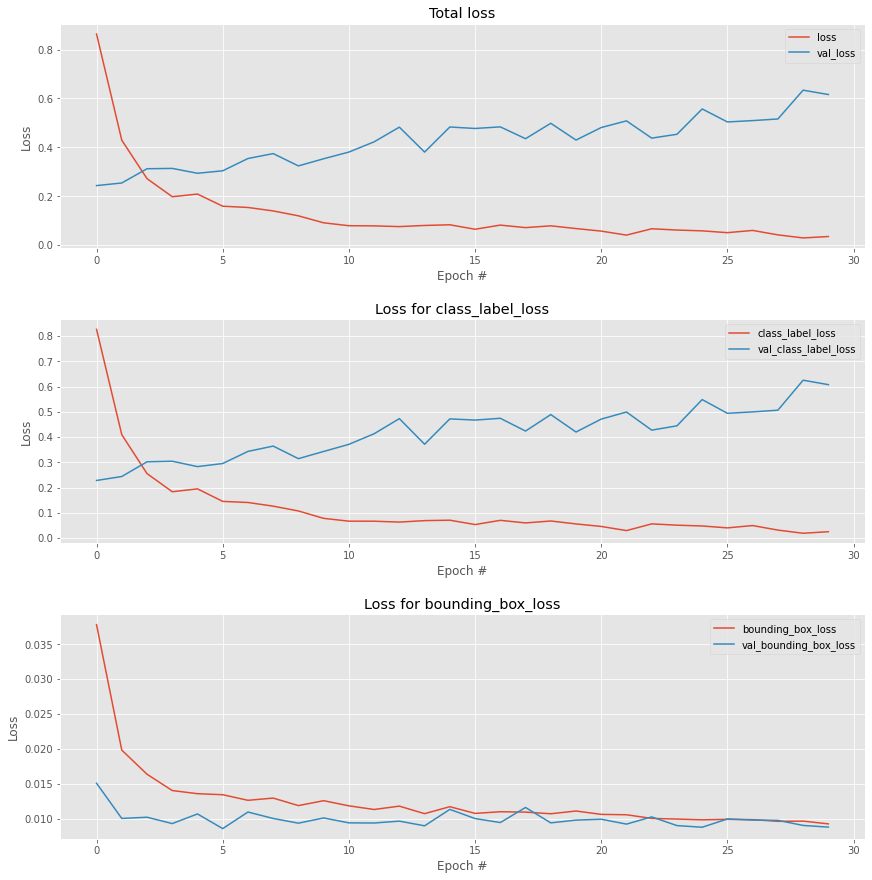 Total loss
loss
val_loss
0.8
0.6
0.4
0.2
0.0
Loss
0
5
10
15
20
25
30
Epoch #
Loss for class_label_loss
class_label_loss
val_class_label_loss
0.8
0.7
0.6
0.5
0.4
0.3
0.2
0.1
0.0
Loss
0
5
10
15
20
25
30
Epoch #
Loss for bounding_box_loss
bounding_box_loss
val_bounding_box_loss
0.035
0.030
0.025
0.020
0.015
0.010
Loss
0
5
10
15
20
25
30
Epoch #